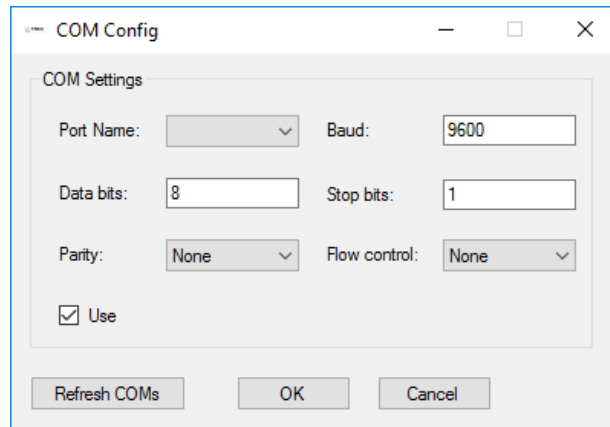 COM Config
COM Settings
Port Name: Baud: 9600
Data bits: 8 Stop bits: 1
Parity: None Flow control: None
Use
Refresh COMs OK Cancel